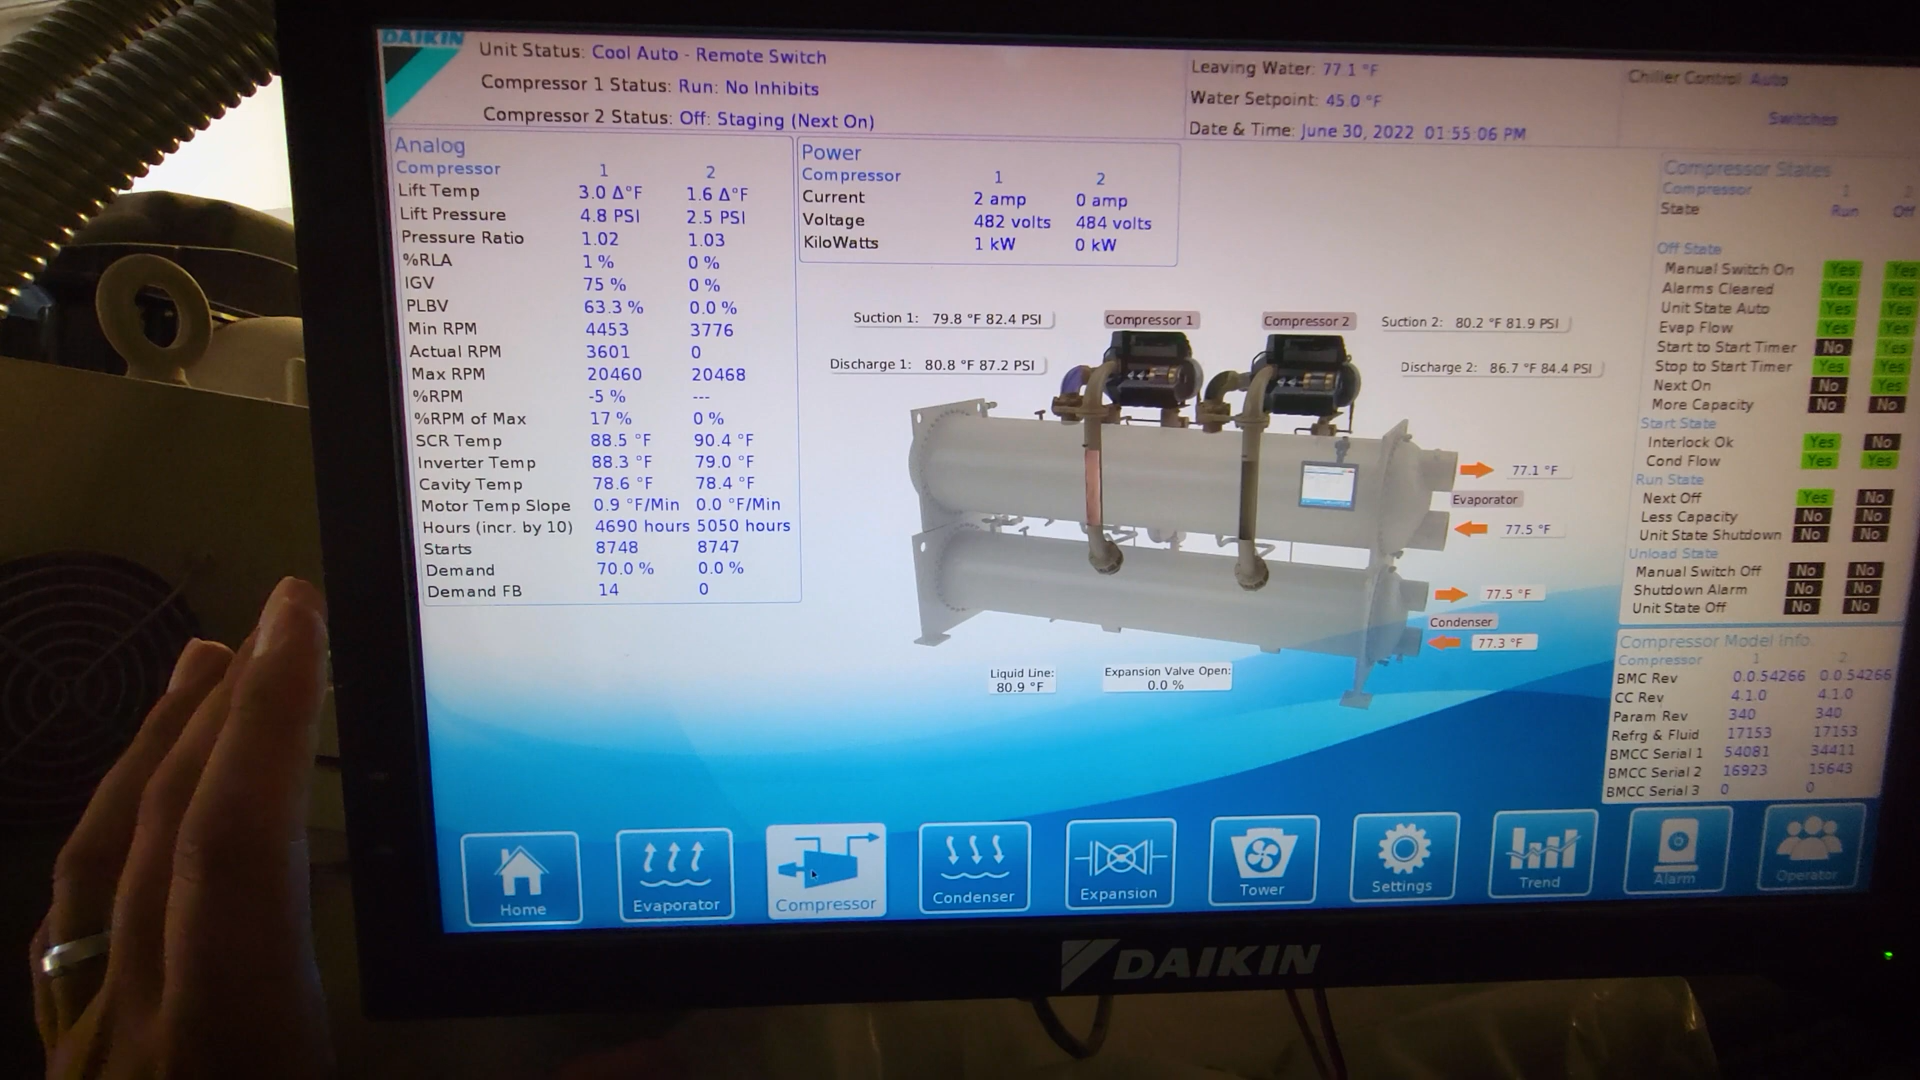 DAIKIN
Unit Status: Cool Auto - Remote Switch
Compressor 1 Status: Run: No Inhibits
Compressor 2 Status: Off: Staging (Next On)
Leaving Water: 77.1 °F
Water Setpoint: 45.0 °F
Date & Time: June 30, 2022 01:55:06 PM
Chiller Control: Auto
Switches
Analog
Compressor 1 2
Lift Temp 3.0 Δ°F 1.6 Δ°F
Lift Pressure 4.8 PSI 2.5 PSI
Pressure Ratio 1.02 1.03
%RLA 1 % 0 %
IGV 75 % 0 %
PLBV 63.3 % 0.0 %
Min RPM 4453 3776
Actual RPM 3601 0
Max RPM 20460 20468
%RPM -5 % ---
%RPM of Max 17 % 0 %
SCR Temp 88.5 °F 90.4 °F
Inverter Temp 88.3 °F 79.0 °F
Cavity Temp 78.6 °F 78.4 °F
Motor Temp Slope 0.9 °F/Min 0.0 °F/Min
Hours (incr. by 10) 4690 hours 5050 hours
Starts 8748 8747
Demand 70.0 % 0.0 %
Demand FB 14 0
Power
Compressor 1 2
Current 2 amp 0 amp
Voltage 482 volts 484 volts
KiloWatts 1 kW 0 kW
Suction 1: 79.8 °F 82.4 PSI
Compressor 1
Compressor 2
Suction 2: 80.2 °F 81.9 PSI
Discharge 1: 80.8 °F 87.2 PSI
Discharge 2: 86.7 °F 84.4 PSI
77.1 °F
Evaporator
77.5 °F
77.5 °F
Condenser
77.3 °F
Liquid Line:
80.9 °F
Expansion Valve Open:
0.0 %
Compressor States
Compressor 1 2
State Run Off
Off State
Manual Switch On Yes Yes
Alarms Cleared Yes Yes
Unit State Auto Yes Yes
Evap Flow Yes Yes
Start to Start Timer No Yes
Stop to Start Timer Yes Yes
Next On No Yes
More Capacity No No
Start State
Interlock Ok Yes No
Cond Flow Yes Yes
Run State
Next Off Yes No
Less Capacity No No
Unit State Shutdown No No
Unload State
Manual Switch Off No No
Shutdown Alarm No No
Unit State Off No No
Compressor Model Info.
Compressor 1 2
BMC Rev 0.0.54266 0.0.54266
CC Rev 4.1.0 4.1.0
Param Rev 340 340
Refrg & Fluid 17153 17153
BMCC Serial 1 54081 34411
BMCC Serial 2 16923 15643
BMCC Serial 3 0 0
Home
Evaporator
Compressor
Condenser
Expansion
Tower
Settings
Trend
Alarm
Operator
DAIKIN